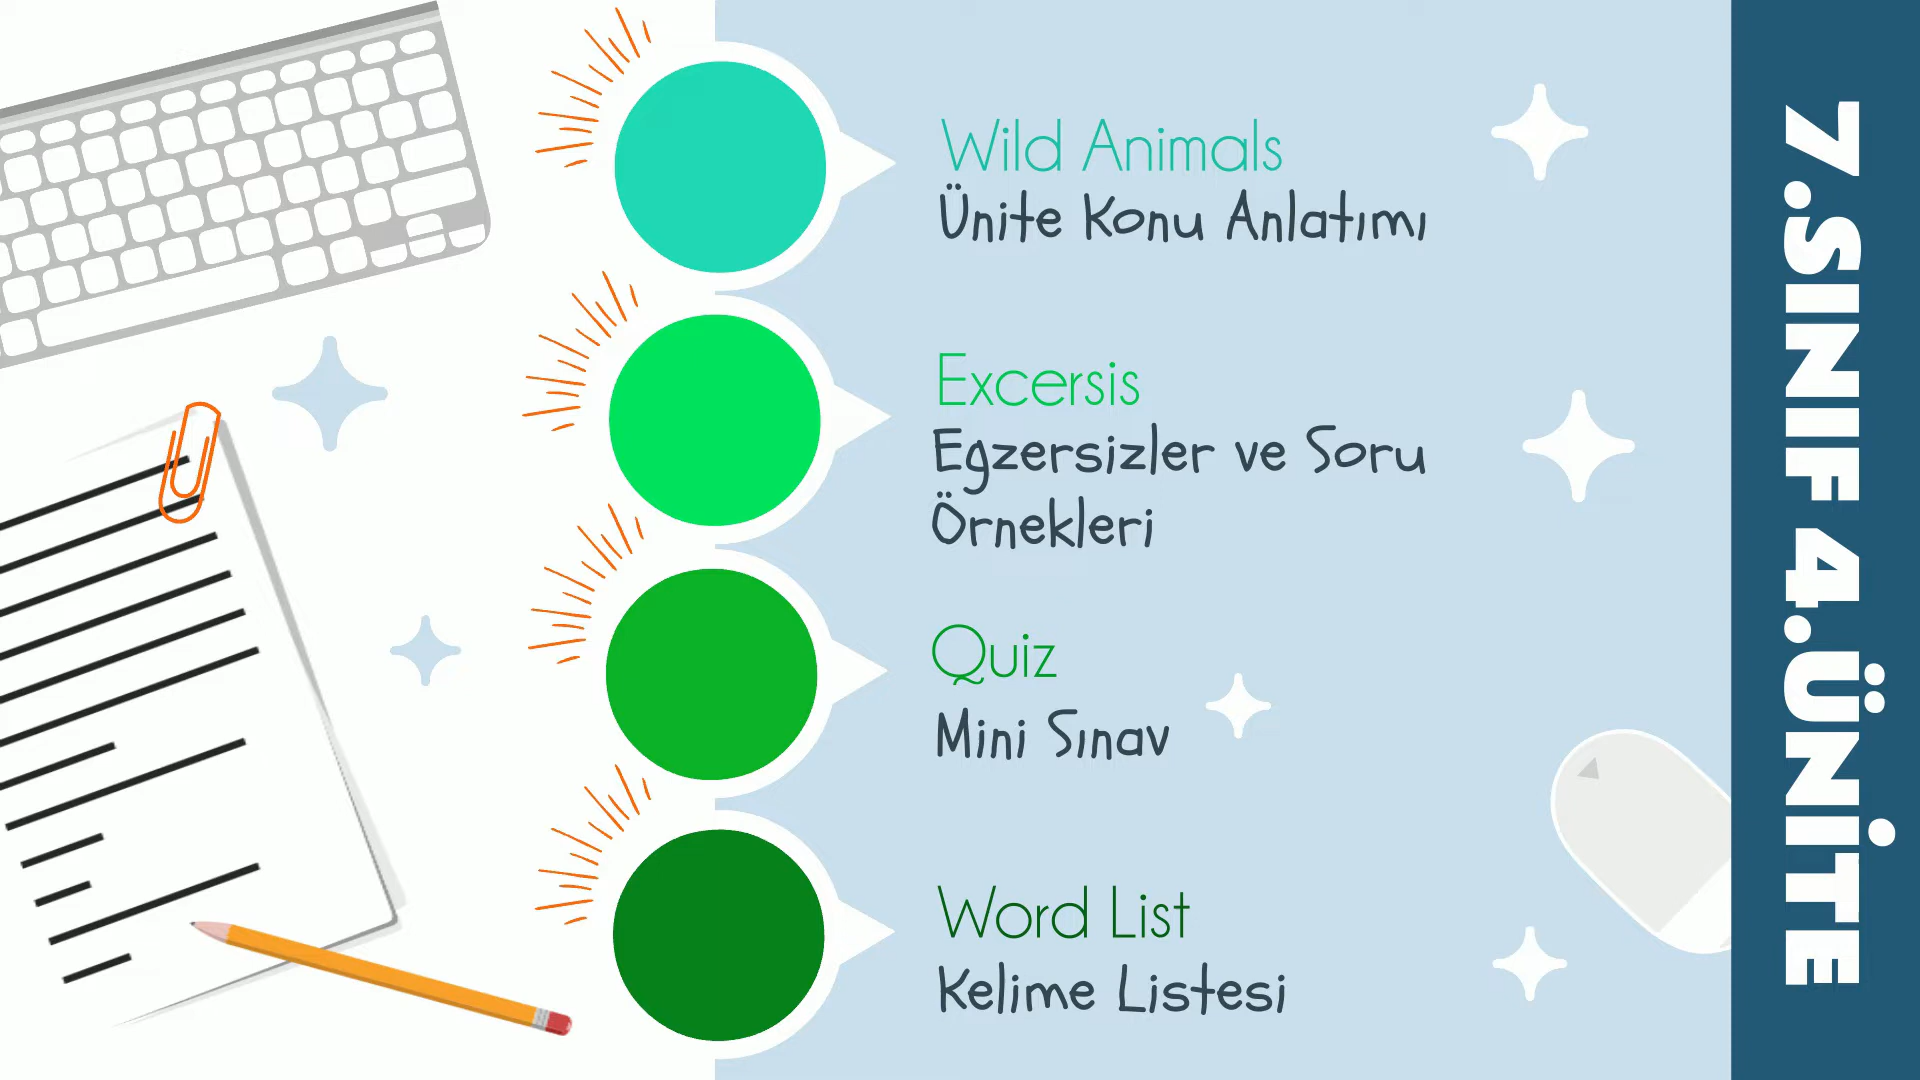 Wild Animals
Ünite Konu Anlatımı
Excersis
Egzersizler ve Soru
Örnekleri
Quiz
Mini Sınav
Word List
Kelime Listesi
7.SINIF 4.ÜNİTE